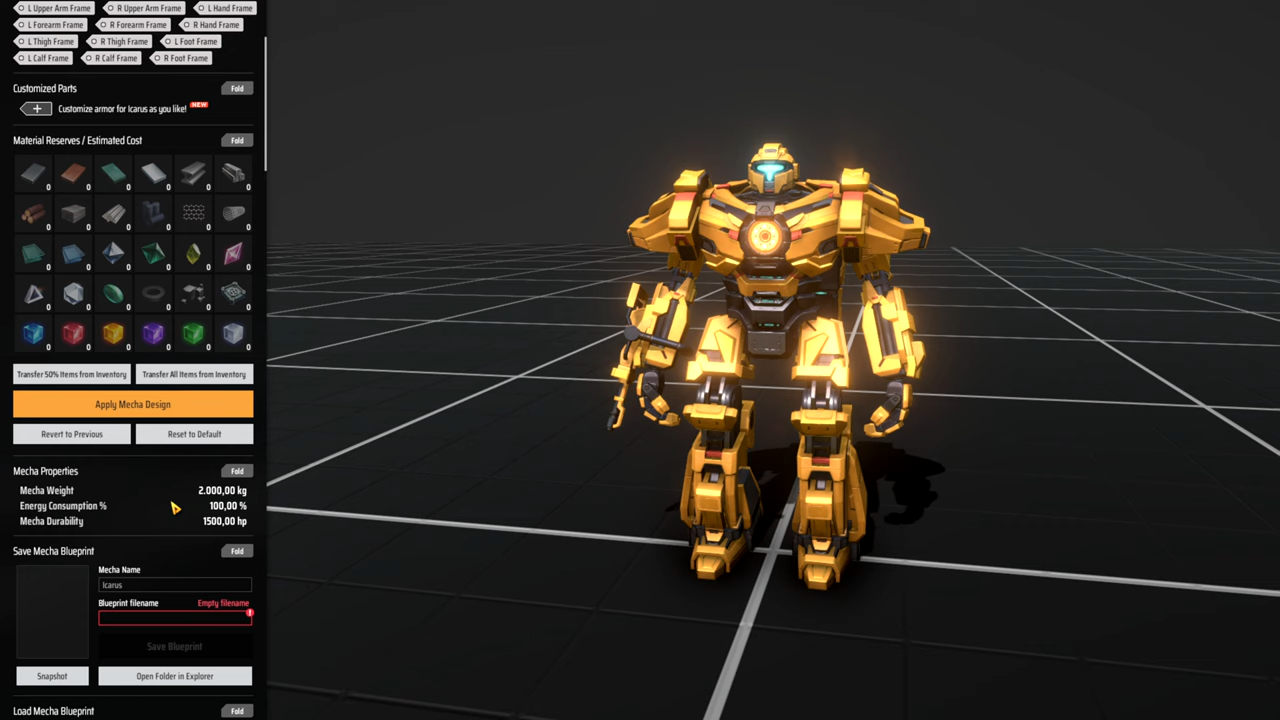 L Upper Arm Frame R Upper Arm Frame L Hand Frame
L Forearm Frame R Forearm Frame R Hand Frame
L Thigh Frame R Thigh Frame L Foot Frame
L Calf Frame R Calf Frame R Foot Frame
Customized Parts Fold
Customize armor for Icarus as you like! NEW
Material Reserves / Estimated Cost Fold
0 0 0 0 0 0
0 0 0 0 0 0
0 0 0 0 0 0
0 0 0 0 0 0
0 0 0 0 0 0
Transfer 50% Items from Inventory Transfer All Items from Inventory
Apply Mecha Design
Revert to Previous Reset to Default
Mecha Properties Fold
Mecha Weight 2.000,00 kg
Energy Consumption % 100,00 %
Mecha Durability 1500,00 hp
Save Mecha Blueprint Fold
Mecha Name
Icarus
Blueprint filename Empty filename
!
Save Blueprint
Snapshot Open Folder in Explorer
Load Mecha Blueprint Fold